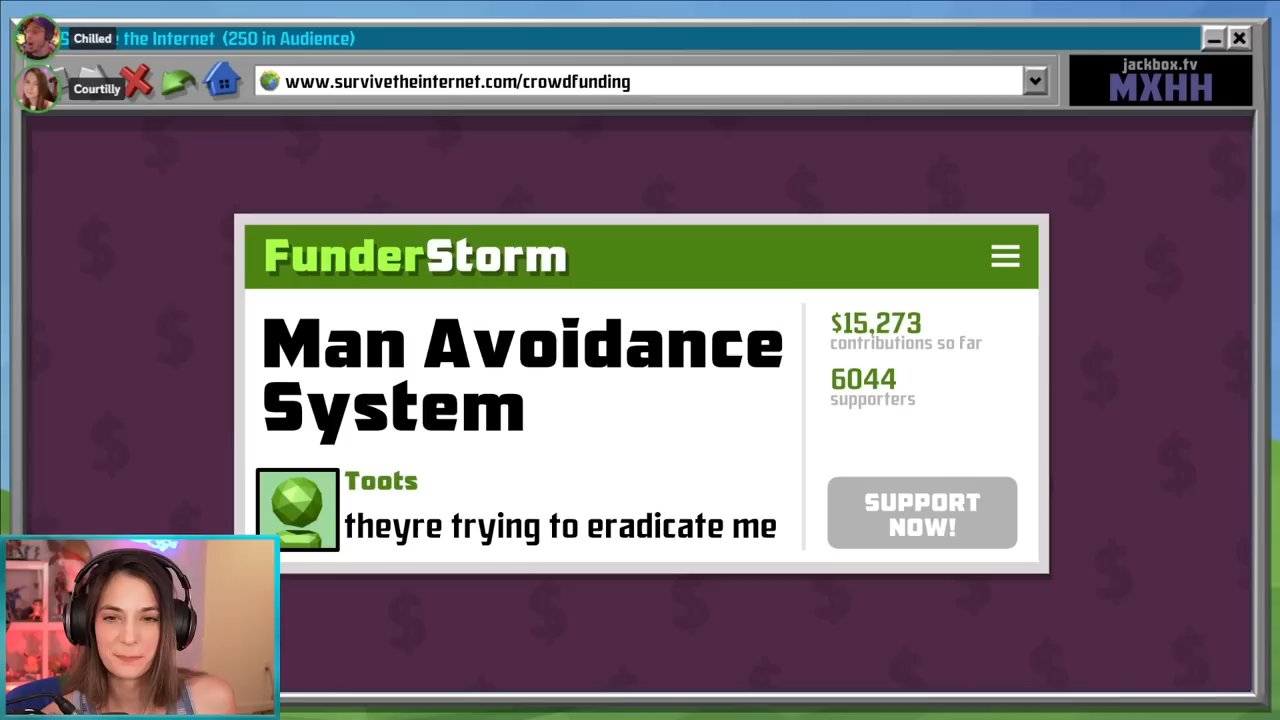 Chilled
the Internet (250 in Audience)
Courtilly
www.survivetheinternet.com/crowdfunding
jackbox.tv
MXHH
FunderStorm
Man Avoidance
System
Toots
theyre trying to eradicate me
$15,273
contributions so far
6044
supporters
SUPPORT
NOW!